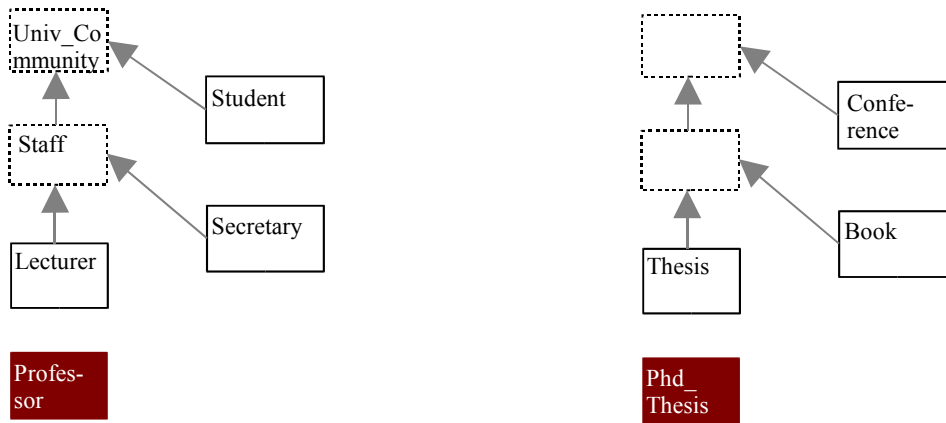 Univ_Co
mmunity
Student
Staff
Secretary
Lecturer
Profes-
sor
Confe-
rence
Book
Thesis
Phd_
Thesis